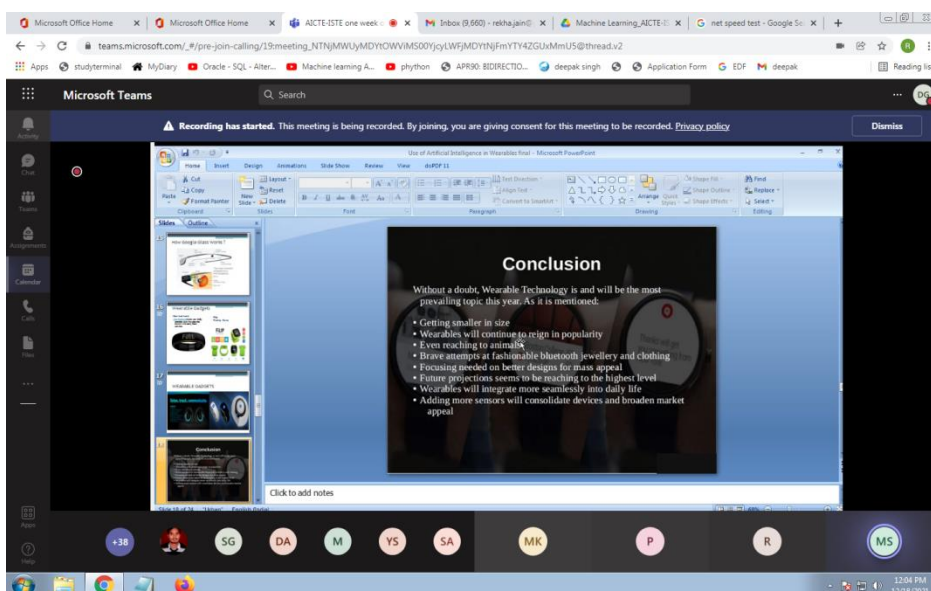 Microsoft Office Home
Microsoft Office Home
AICTE-ISTE one week
Inbox (9,660) - rekha.jain@
Machine Learning_AICTE-I
net speed test - Google Se
teams.microsoft.com/_#/pre-join-calling/19:meeting_NTNjMWUyMDYtOWViMS00YjcyLWFjMDYtNjFmYTY4ZGUxMmU5@thread.v2
Apps
studyterminal
MyDiary
Oracle - SQL - Alter...
Machine learning A...
phython
APR90: BIDIRECTIO...
deepak singh
Application Form
EDF
deepak
Reading lis
Microsoft Teams
Search
DG
Recording has started. This meeting is being recorded. By joining, you are giving consent for this meeting to be recorded. Privacy policy
Dismiss
Activity
Chat
Teams
Assignments
Calendar
Calls
Files
Apps
Help
Use of Artificial Intelligence in Wearables final - Microsoft PowerPoint
Home Insert Design Animations Slide Show Review View doPDF 11
Cut
Copy
Format Painter
Paste
Clipboard
New Slide
Layout
Reset
Delete
Slides
Font
Text Direction
Align Text
Convert to SmartArt
Paragraph
Arrange
Quick Styles
Shape Fill
Shape Outline
Shape Effects
Drawing
Find
Replace
Select
Editing
Slides Outline
How Google Glass Works ?
17
WEARABLE GADGETS
Conclusion
Conclusion
Without a doubt, Wearable Technology is and will be the most
prevailing topic this year. As it is mentioned:
• Getting smaller in size
• Wearables will continue to reign in popularity
• Even reaching to animals
• Brave attempts at fashionable bluetooth jewellery and clothing
• Focusing needed on better designs for mass appeal
• Future projections seems to be reaching to the highest level
• Wearables will integrate more seamlessly into daily life
• Adding more sensors will consolidate devices and broaden market
appeal
Click to add notes
+38
SG
DA
M
YS
SA
MK
P
R
MS
12:04 PM